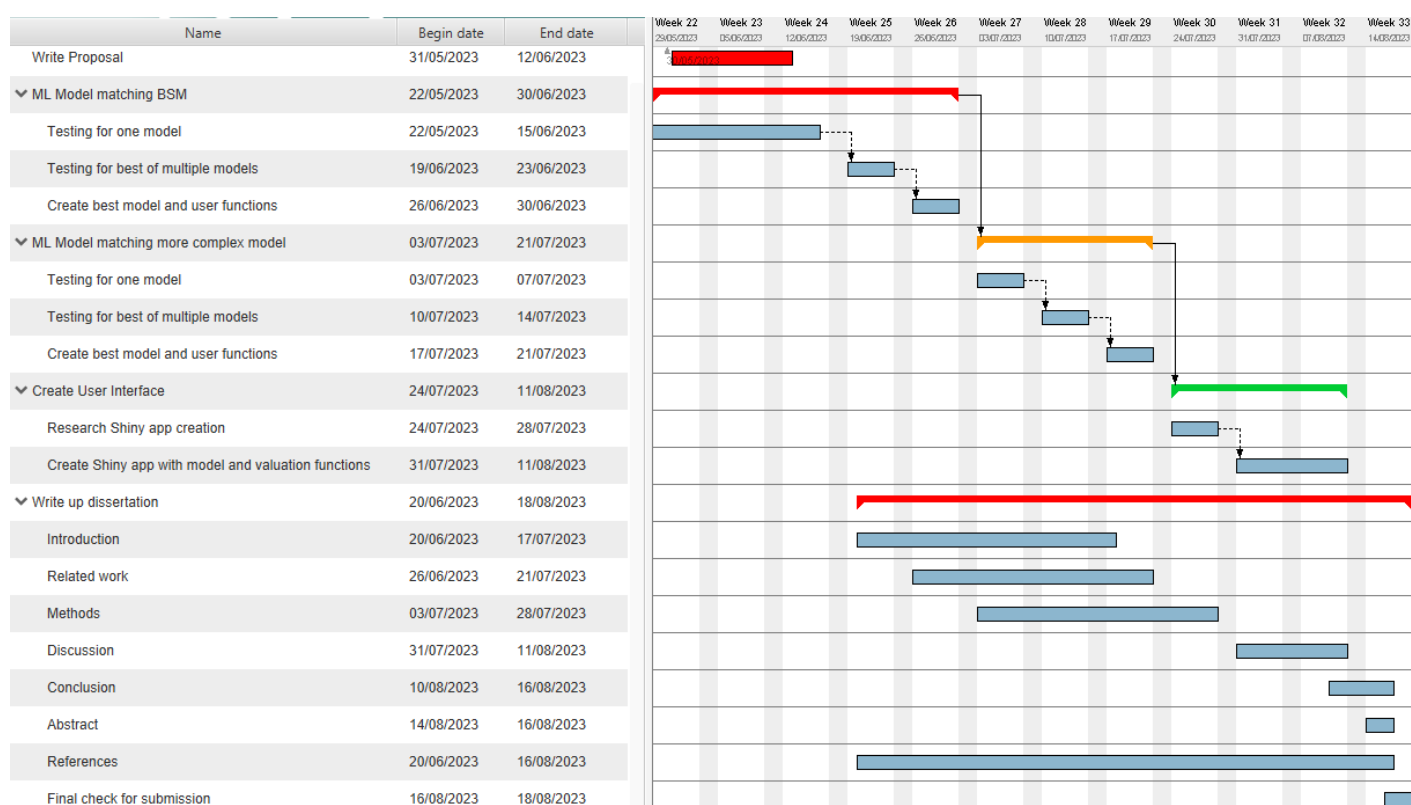 Name Begin date End date
Week 22 Week 23 Week 24 Week 25 Week 26 Week 27 Week 28 Week 29 Week 30 Week 31 Week 32 Week 33
29/05/2023 05/06/2023 12/06/2023 19/06/2023 26/06/2023 03/07/2023 10/07/2023 17/07/2023 24/07/2023 31/07/2023 07/08/2023 14/08/2023
Write Proposal 31/05/2023 12/06/2023
ML Model matching BSM 22/05/2023 30/06/2023
Testing for one model 22/05/2023 15/06/2023
Testing for best of multiple models 19/06/2023 23/06/2023
Create best model and user functions 26/06/2023 30/06/2023
ML Model matching more complex model 03/07/2023 21/07/2023
Testing for one model 03/07/2023 07/07/2023
Testing for best of multiple models 10/07/2023 14/07/2023
Create best model and user functions 17/07/2023 21/07/2023
Create User Interface 24/07/2023 11/08/2023
Research Shiny app creation 24/07/2023 28/07/2023
Create Shiny app with model and valuation functions 31/07/2023 11/08/2023
Write up dissertation 20/06/2023 18/08/2023
Introduction 20/06/2023 17/07/2023
Related work 26/06/2023 21/07/2023
Methods 03/07/2023 28/07/2023
Discussion 31/07/2023 11/08/2023
Conclusion 10/08/2023 16/08/2023
Abstract 14/08/2023 16/08/2023
References 20/06/2023 16/08/2023
Final check for submission 16/08/2023 18/08/2023